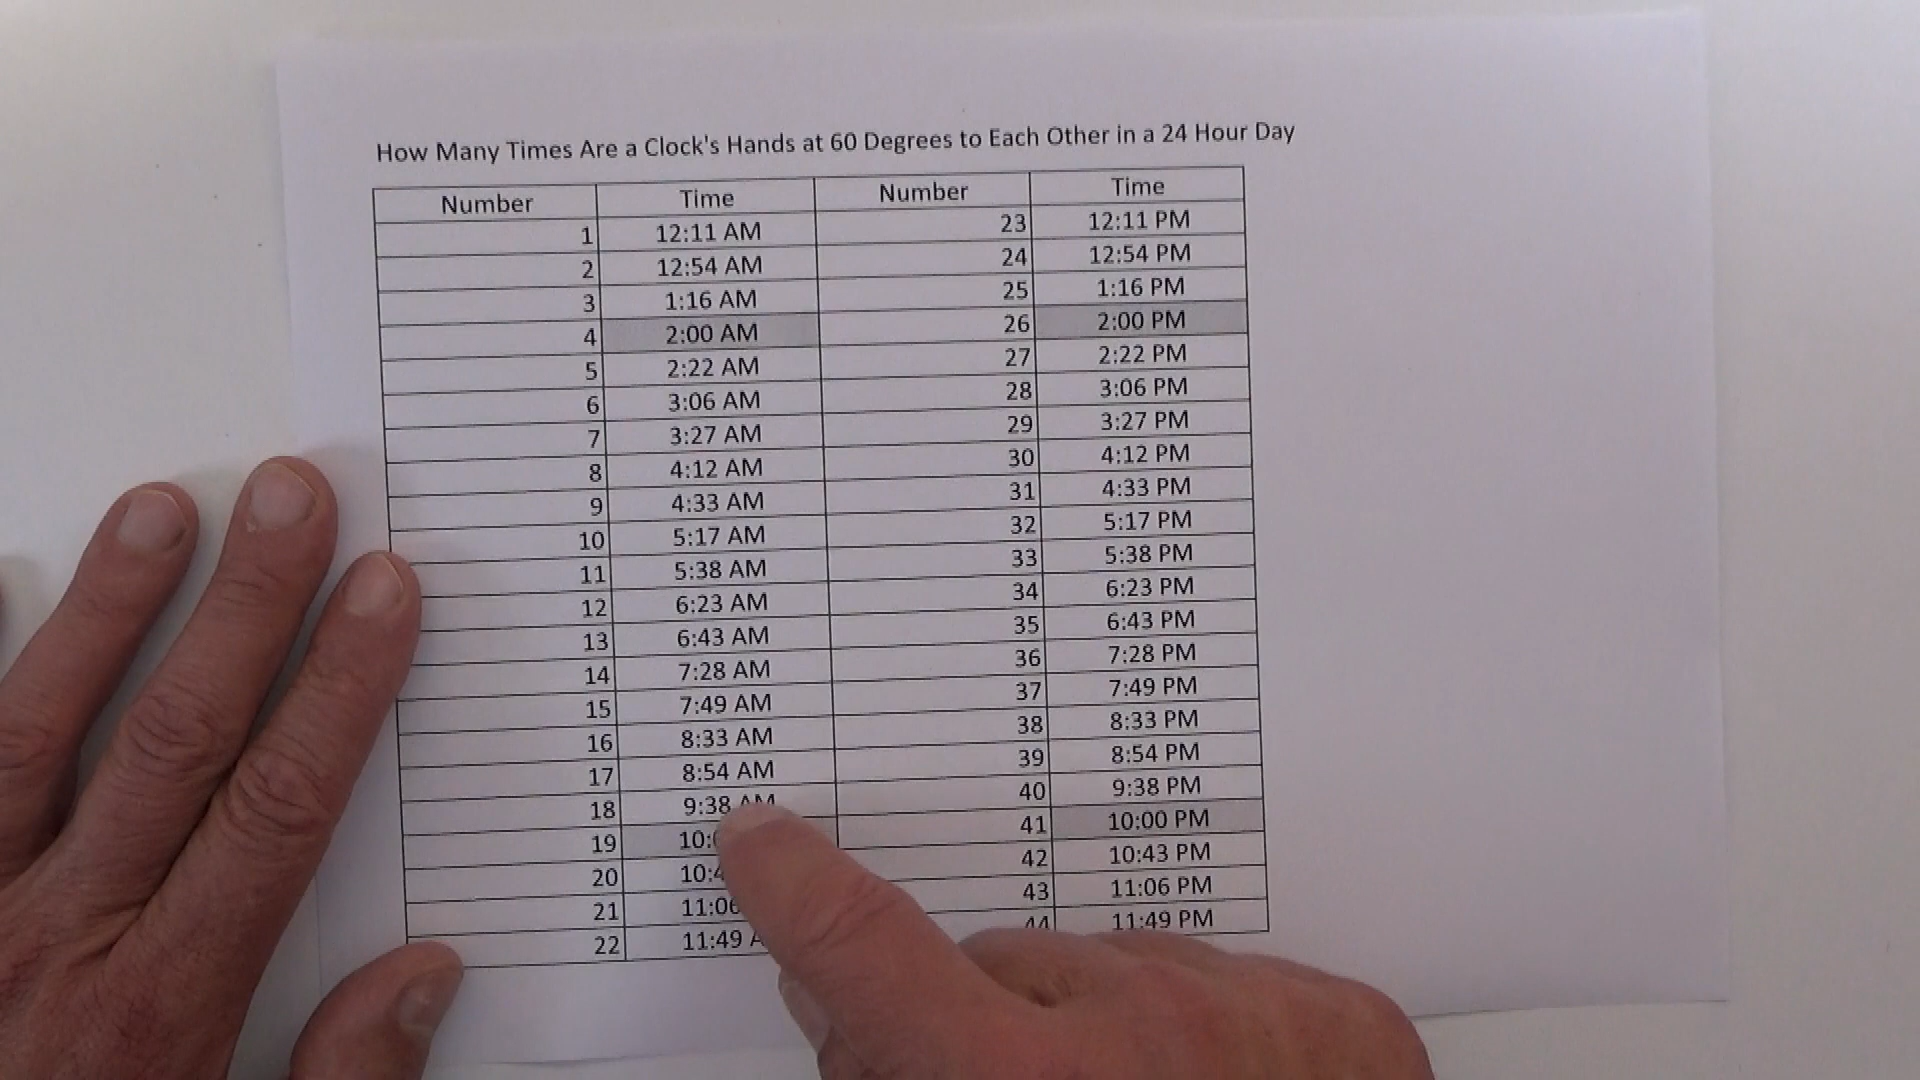 How Many Times Are a Clock's Hands at 60 Degrees to Each Other in a 24 Hour Day
Number Time Number Time
1 12:11 AM 23 12:11 PM
2 12:54 AM 24 12:54 PM
3 1:16 AM 25 1:16 PM
4 2:00 AM 26 2:00 PM
5 2:22 AM 27 2:22 PM
6 3:06 AM 28 3:06 PM
7 3:27 AM 29 3:27 PM
8 4:12 AM 30 4:12 PM
9 4:33 AM 31 4:33 PM
10 5:17 AM 32 5:17 PM
11 5:38 AM 33 5:38 PM
12 6:23 AM 34 6:23 PM
13 6:43 AM 35 6:43 PM
14 7:28 AM 36 7:28 PM
15 7:49 AM 37 7:49 PM
16 8:33 AM 38 8:33 PM
17 8:54 AM 39 8:54 PM
18 9:38 AM 40 9:38 PM
19 41 10:00 PM
20 42 10:43 PM
21 11:06 43 11:06 PM
22 11:49 44 11:49 PM